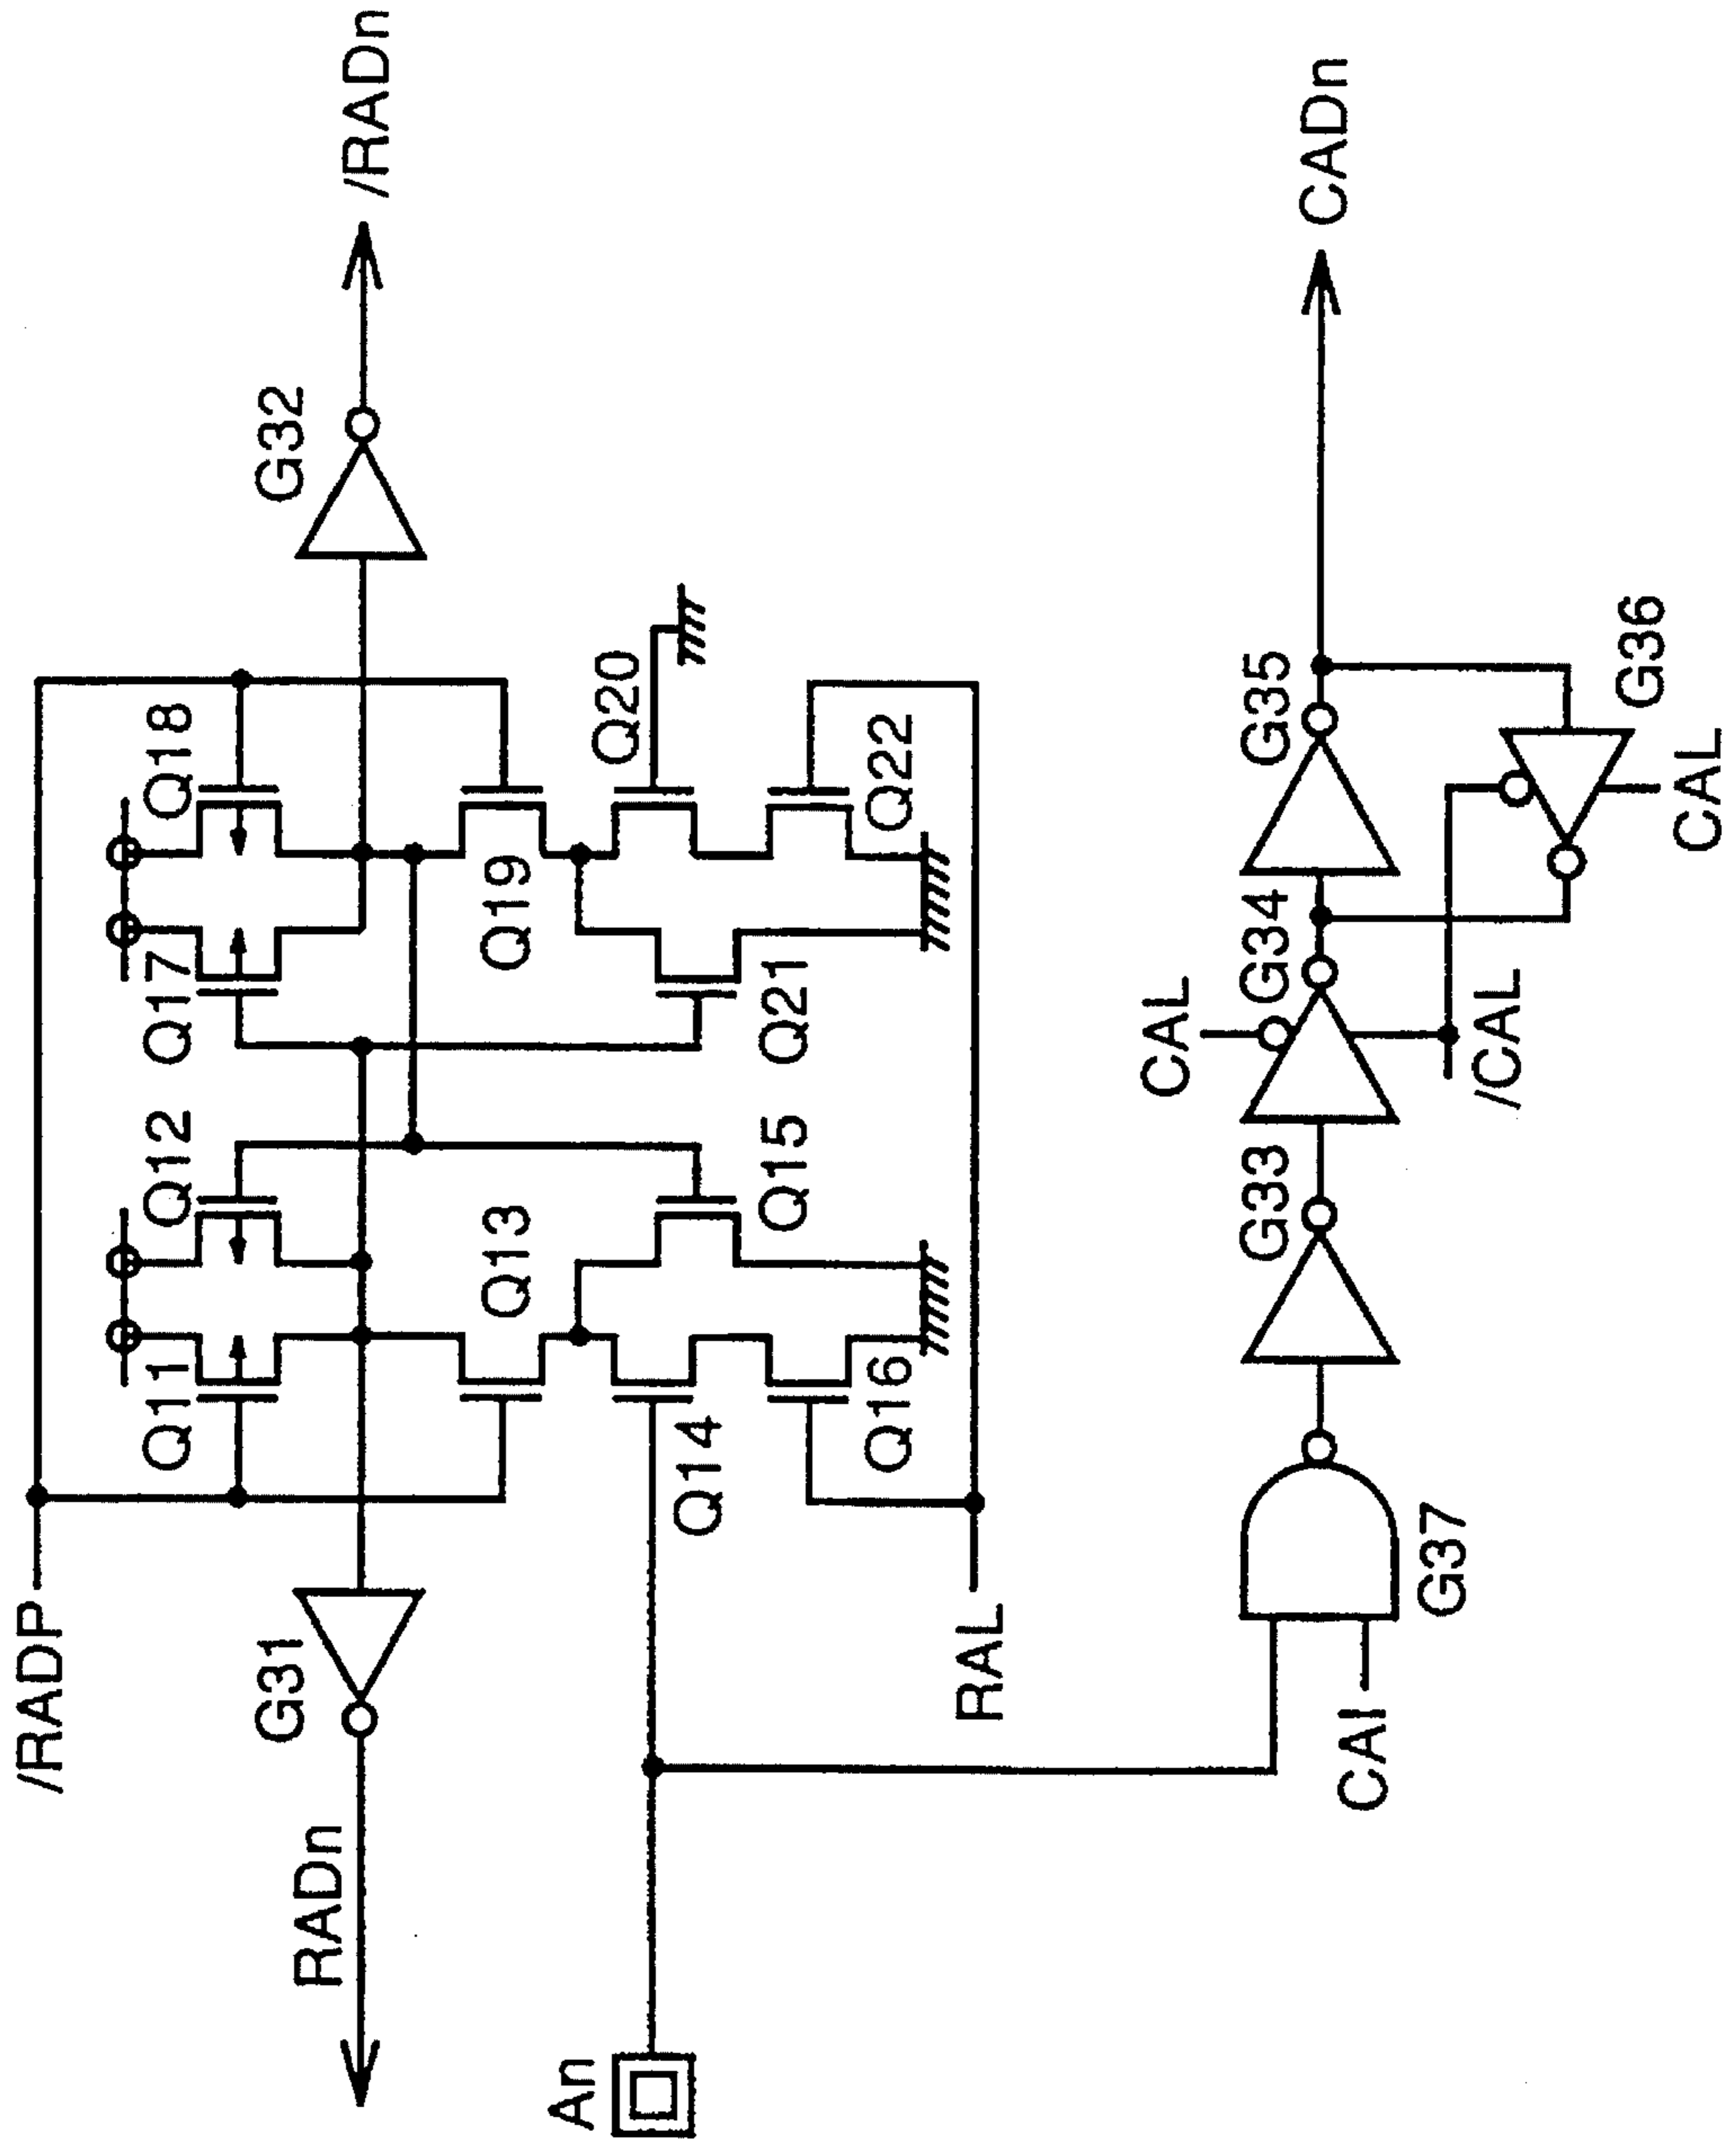 /RADP
RADn
G31
Q11
Q12
Q17
Q18
G32
/RADn
Q13
Q19
Q14
Q15
Q20
Q21
Q16
Q22
An
RAL
CAI
G37
G33
CAL
G34
/CAL
G35
G36
CAL
CADn